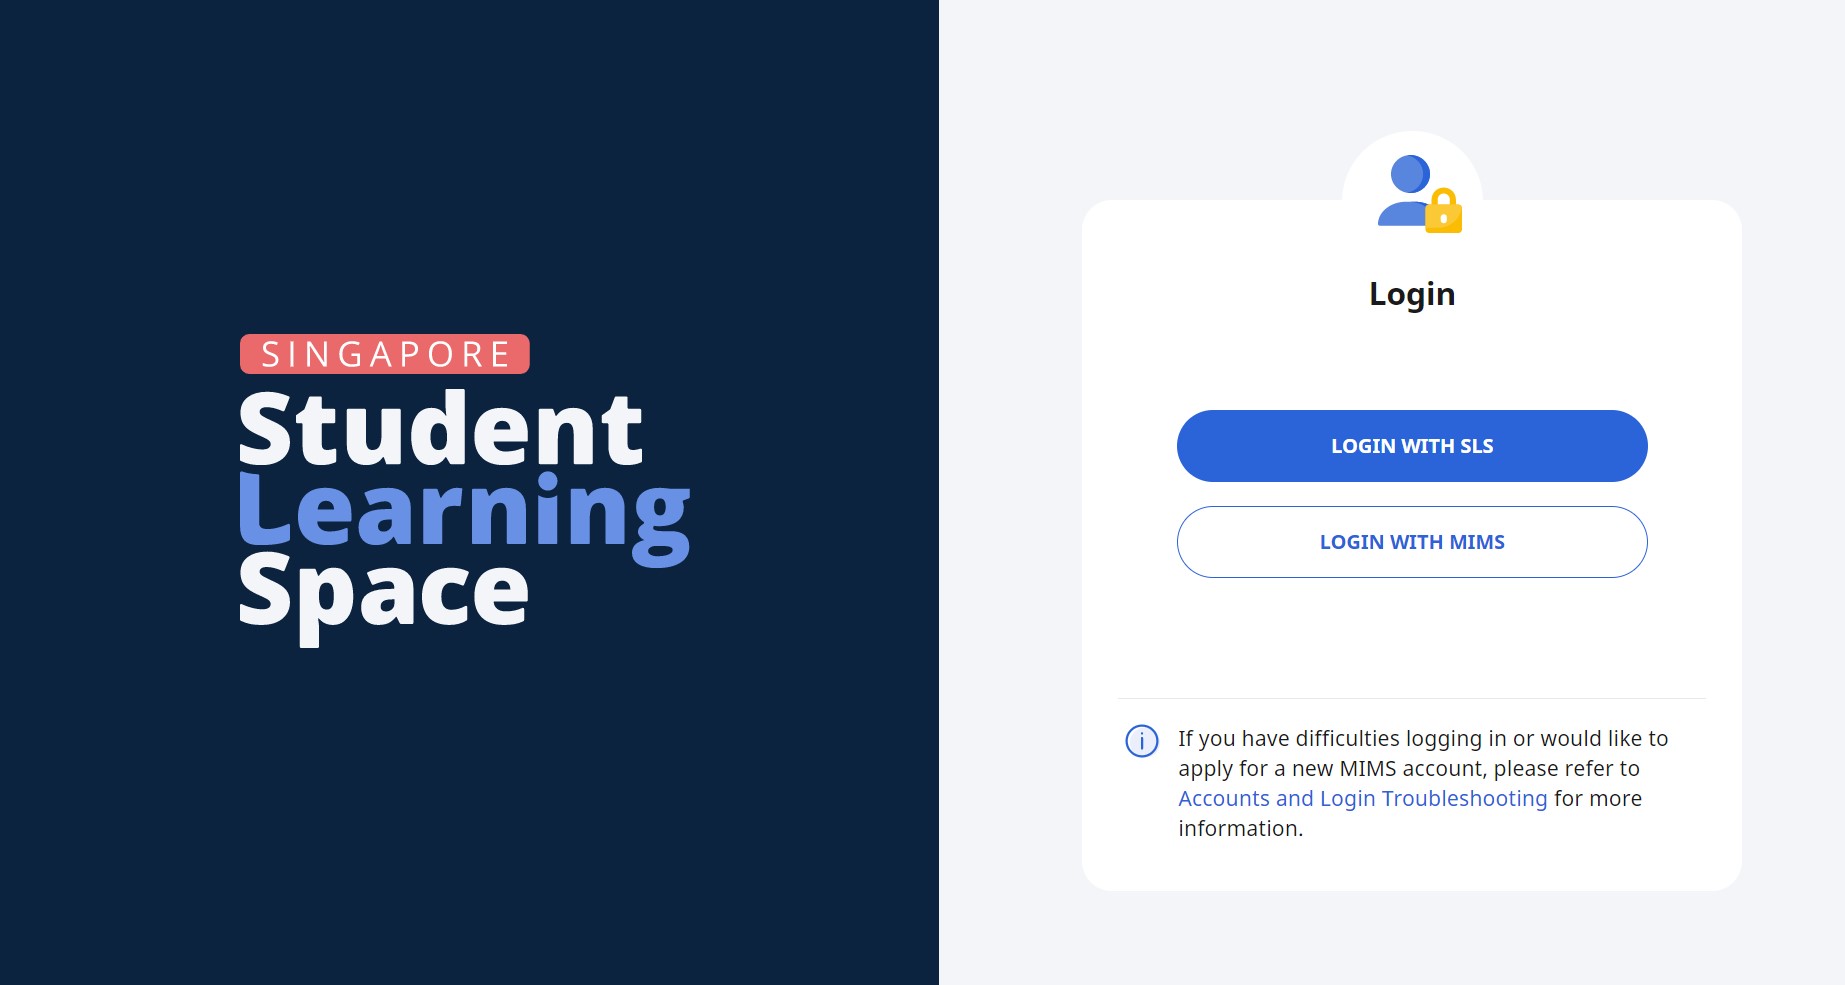 SINGAPORE
Student
Learning
Space
Login
LOGIN WITH SLS
LOGIN WITH MIMS
If you have difficulties logging in or would like to
apply for a new MIMS account, please refer to
Accounts and Login Troubleshooting for more
information.